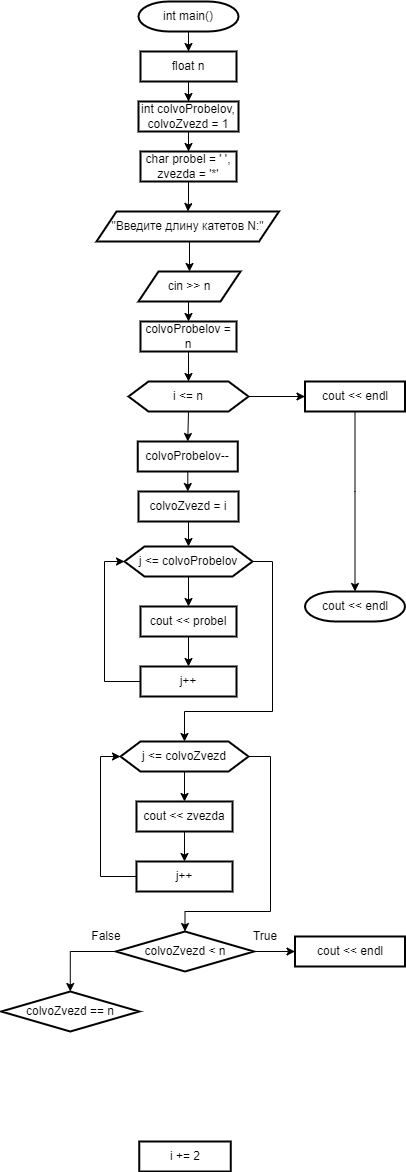 int main()
float n
int colvoProbelov,
colvoZvezd = 1
char probel = ' ',
zvezda = '*'
"Введите длину катетов N:"
cin >> n
colvoProbelov =
n
i <= n
cout << endl
colvoProbelov--
colvoZvezd = i
j <= colvoProbelov
cout << probel
cout << endl
j++
j <= colvoZvezd
cout << zvezda
j++
False
True
colvoZvezd < n
cout << endl
colvoZvezd == n
i += 2